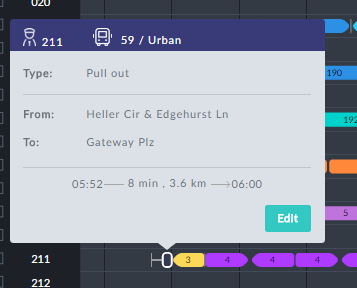 020
211 59 / Urban
190
Type: Pull out
From: Heller Cir & Edgehurst Ln
192
To: Gateway Plz
05:52 8 min , 3.6 km 06:00
5
Edit
211 3 4 4 4
212